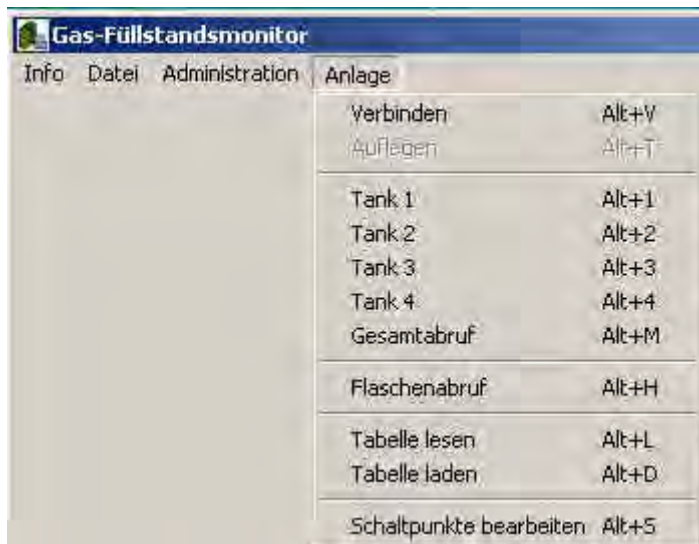 Gas-Füllstandsmonitor
Info Datei Administration Anlage
Verbinden Alt+V
Auflegen Alt+T
Tank 1 Alt+1
Tank 2 Alt+2
Tank 3 Alt+3
Tank 4 Alt+4
Gesamtabruf Alt+M
Flaschenabruf Alt+H
Tabelle lesen Alt+L
Tabelle laden Alt+D
Schaltpunkte bearbeiten Alt+S